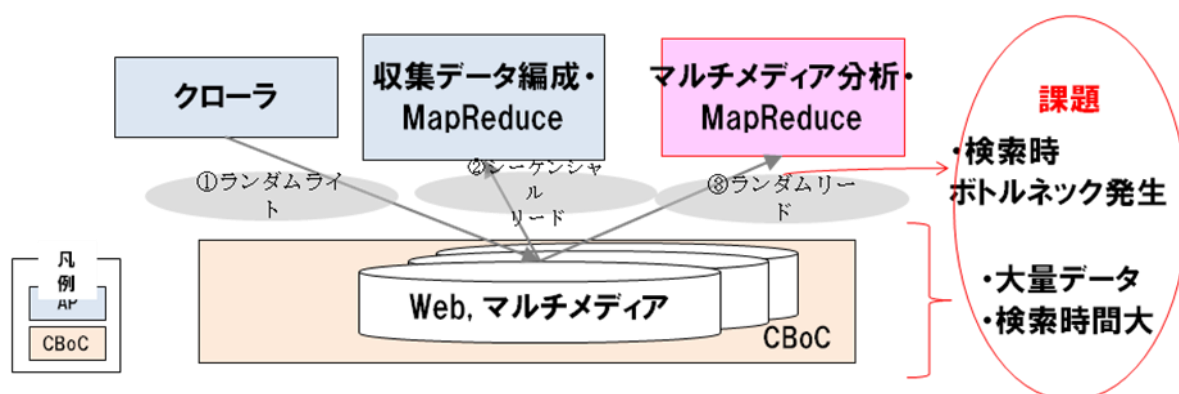 クローラ
収集データ編成・
MapReduce
マルチメディア分析・
MapReduce
課題
・検索時
ボトルネック発生
①ランダムライ
ト
②シーケンシャ
ル
リード
③ランダムリー
ド
・大量データ
・検索時間大
凡
例
AP
CBoC
Web, マルチメディア
CBoC